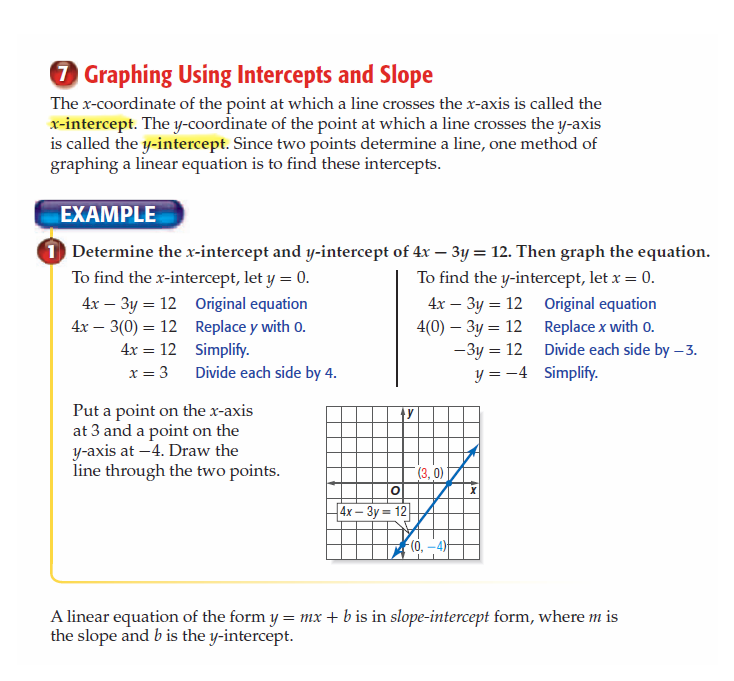 7 Graphing Using Intercepts and Slope
The x-coordinate of the point at which a line crosses the x-axis is called the
x-intercept. The y-coordinate of the point at which a line crosses the y-axis
is called the y-intercept. Since two points determine a line, one method of
graphing a linear equation is to find these intercepts.
EXAMPLE
1 Determine the x-intercept and y-intercept of 4x − 3y = 12. Then graph the equation.
To find the x-intercept, let y = 0.
4x − 3y = 12 Original equation
4x − 3(0) = 12 Replace y with 0.
4x = 12 Simplify.
x = 3 Divide each side by 4.
To find the y-intercept, let x = 0.
4x − 3y = 12 Original equation
4(0) − 3y = 12 Replace x with 0.
−3y = 12 Divide each side by −3.
y = −4 Simplify.
Put a point on the x-axis
at 3 and a point on the
y-axis at −4. Draw the
line through the two points.
y
(3, 0)
O x
4x − 3y = 12
(0, −4)
A linear equation of the form y = mx + b is in slope-intercept form, where m is
the slope and b is the y-intercept.